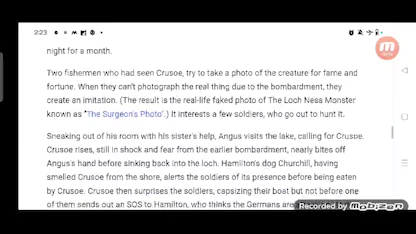 2:23
night for a month.
Two fishermen who had seen Crusoe, try to take a photo of the creature for fame and
fortune. When they can't photograph the real thing due to the bombardment, they
create an imitation. (The result is the real-life faked photo of The Loch Ness Monster
known as "The Surgeon's Photo".) It interests a few soldiers, who go out to hunt it.
Sneaking out of his room with his sister's help, Angus visits the lake, calling for Crusoe.
Crusoe rises, still in shock and fear from the earlier bombardment, nearly bites off
Angus's hand before sinking back into the loch. Hamilton's dog Churchill, having
smelled Crusoe from the shore, alerts the soldiers of its presence before being eaten
by Crusoe. Crusoe then surprises the soldiers, capsizing their boat but not before one
of them sends out an SOS to Hamilton, who thinks the Germans are
Recorded by Mobizen